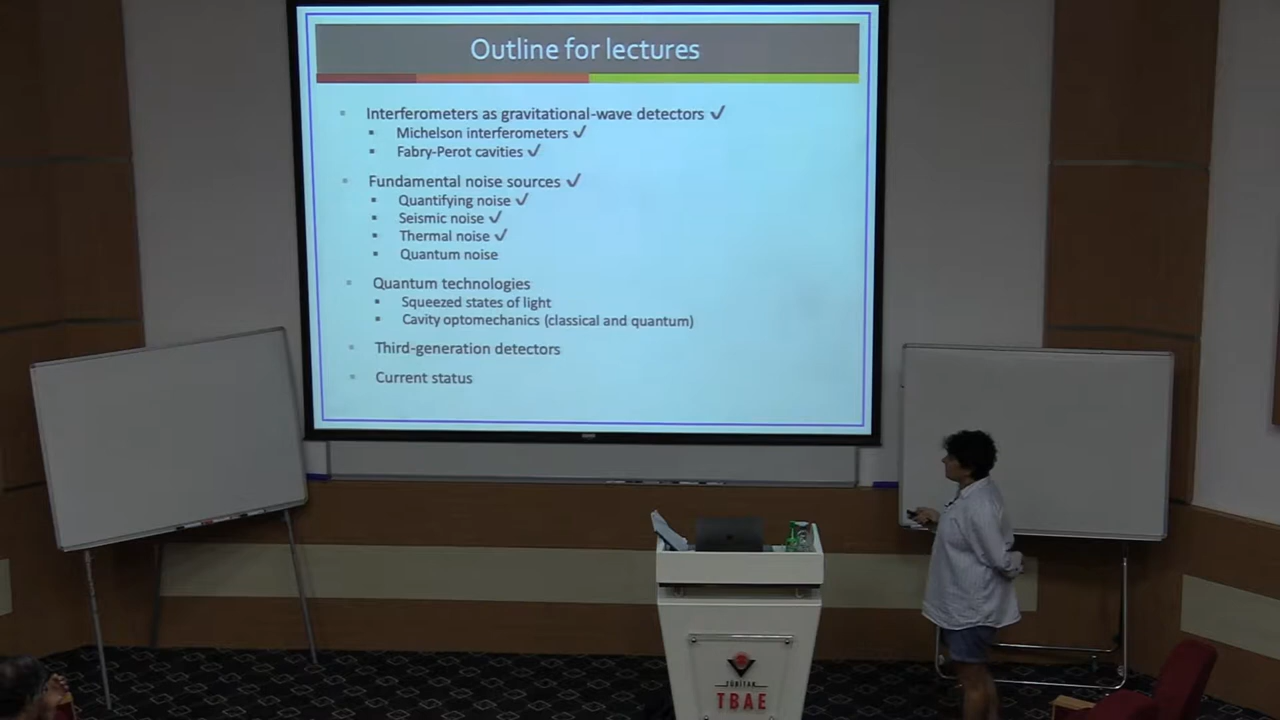 Outline for lectures
Interferometers as gravitational-wave detectors ✓
Michelson interferometers ✓
Fabry-Perot cavities ✓
Fundamental noise sources ✓
Quantifying noise ✓
Seismic noise ✓
Thermal noise ✓
Quantum noise
Quantum technologies
Squeezed states of light
Cavity optomechanics (classical and quantum)
Third-generation detectors
Current status
TÜBİTAK
TBAE